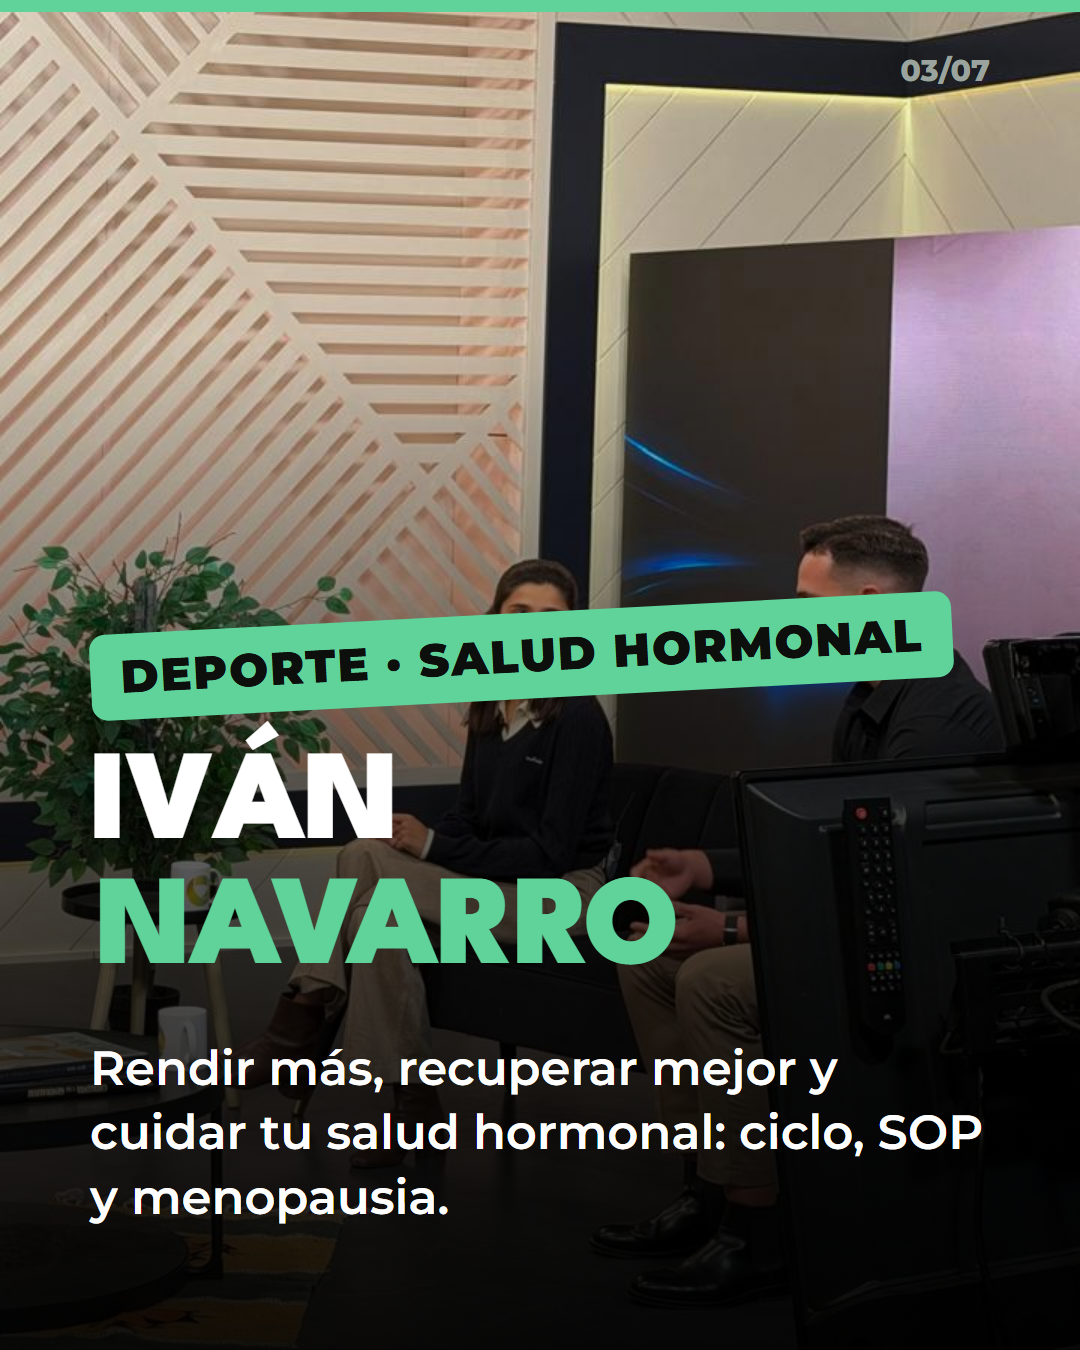 03/07
DEPORTE • SALUD HORMONAL
IVÁN
NAVARRO
Rendir más, recuperar mejor y
cuidar tu salud hormonal: ciclo, SOP
y menopausia.